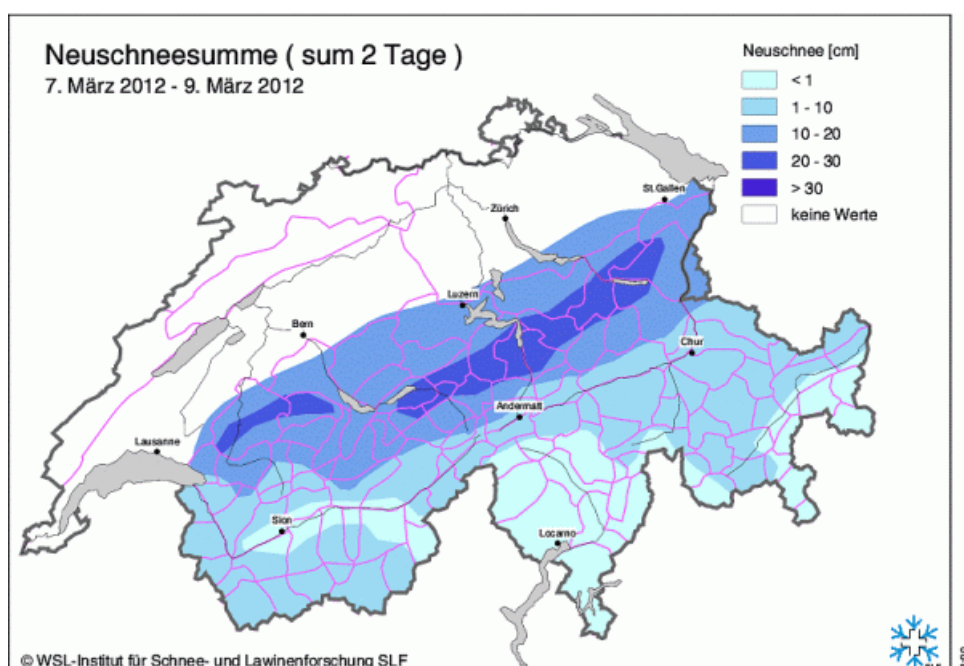 Neuschneesumme ( sum 2 Tage )
7. März 2012 - 9. März 2012
Neuschnee [cm]
< 1
1 - 10
10 - 20
20 - 30
> 30
keine Werte
St.Gallen
Zürich
Luzern
Bern
Chur
Andermatt
Lausanne
Sion
Locarno
© WSL-Institut für Schnee- und Lawinenforschung SLF
SLF